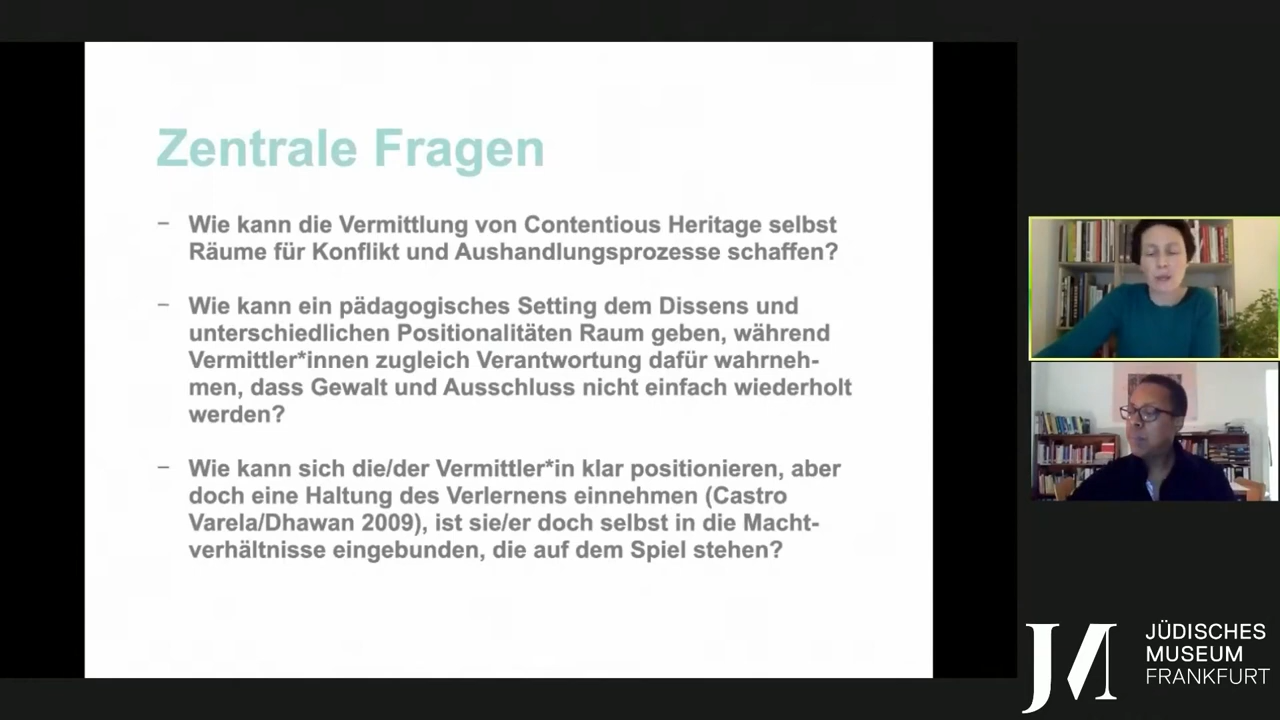 Zentrale Fragen
– Wie kann die Vermittlung von Contentious Heritage selbst
Räume für Konflikt und Aushandlungsprozesse schaffen?
– Wie kann ein pädagogisches Setting dem Dissens und
unterschiedlichen Positionalitäten Raum geben, während
Vermittler*innen zugleich Verantwortung dafür wahrneh-
men, dass Gewalt und Ausschluss nicht einfach wiederholt
werden?
– Wie kann sich die/der Vermittler*in klar positionieren, aber
doch eine Haltung des Verlernens einnehmen (Castro
Varela/Dhawan 2009), ist sie/er doch selbst in die Macht-
verhältnisse eingebunden, die auf dem Spiel stehen?
JM
JÜDISCHES
MUSEUM
FRANKFURT